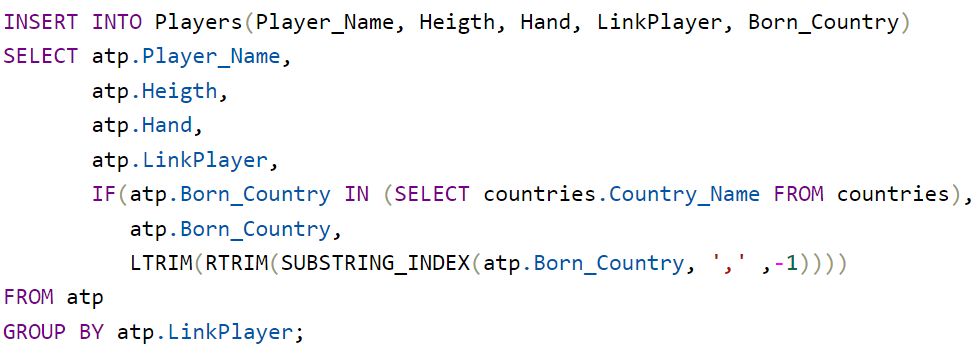 INSERT INTO Players(Player_Name, Heigth, Hand, LinkPlayer, Born_Country)
SELECT atp.Player_Name,
atp.Heigth,
atp.Hand,
atp.LinkPlayer,
IF(atp.Born_Country IN (SELECT countries.Country_Name FROM countries),
atp.Born_Country,
LTRIM(RTRIM(SUBSTRING_INDEX(atp.Born_Country, ',' ,-1))))
FROM atp
GROUP BY atp.LinkPlayer;